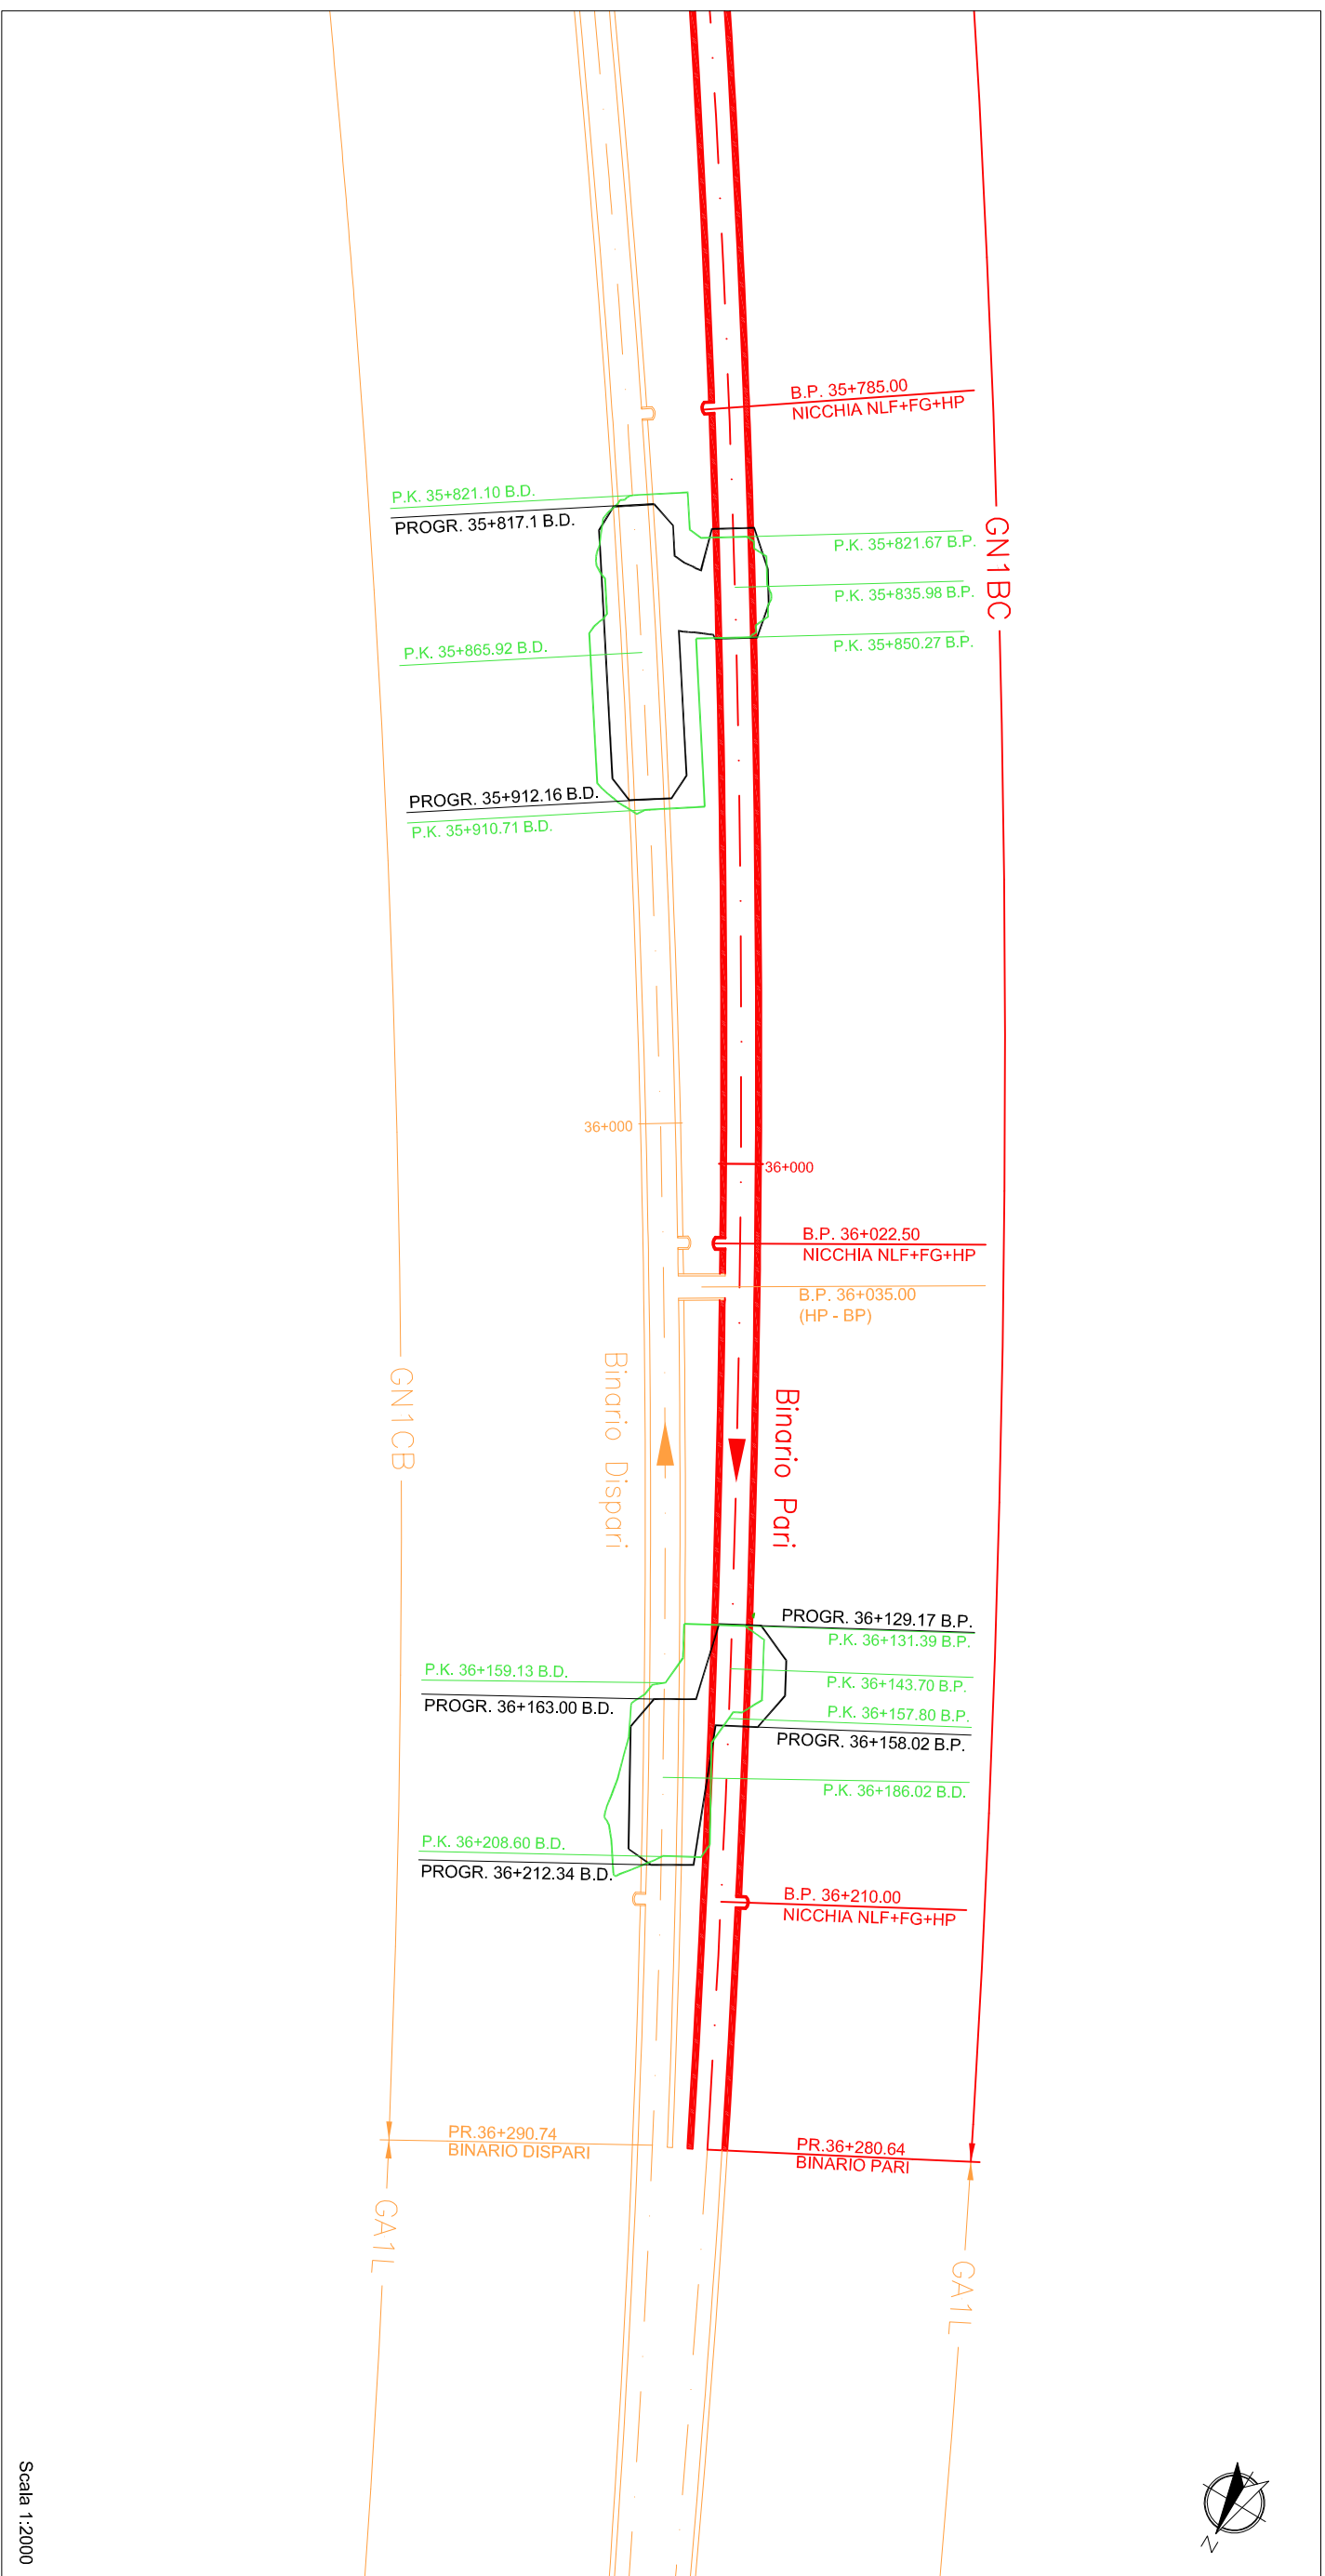 B.P. 35+785.00
NICCHIA NLF+FG+HP
P.K. 35+821.10 B.D.
PROGR. 35+817.1 B.D.
GN1BC
P.K. 35+821.67 B.P.
P.K. 35+835.98 B.P.
P.K. 35+850.27 B.P.
P.K. 35+865.92 B.D.
PROGR. 35+912.16 B.D.
P.K. 35+910.71 B.D.
36+000
36+000
B.P. 36+022.50
NICCHIA NLF+FG+HP
B.P. 36+035.00
(HP - BP)
GN1CB
Binario Dispari
Binario Pari
PROGR. 36+129.17 B.P.
P.K. 36+131.39 B.P.
P.K. 36+159.13 B.D.
P.K. 36+143.70 B.P.
PROGR. 36+163.00 B.D.
P.K. 36+157.80 B.P.
PROGR. 36+158.02 B.P.
P.K. 36+186.02 B.D.
P.K. 36+208.60 B.D.
PROGR. 36+212.34 B.D.
B.P. 36+210.00
NICCHIA NLF+FG+HP
PR.36+290.74
BINARIO DISPARI
PR.36+280.64
BINARIO PARI
GA1L
GA1L
N
Scala 1:2000